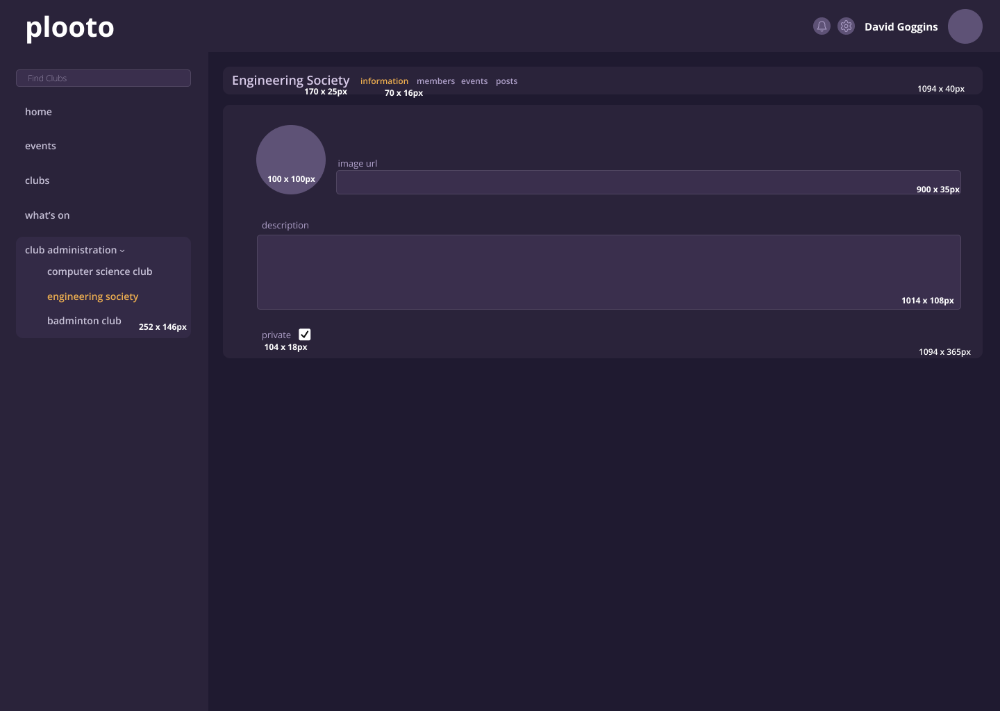 plooto
David Goggins
Find Clubs
home
events
clubs
what’s on
club administration
computer science club
engineering society
badminton club
252 x 146px
Engineering Society information members events posts
170 x 25px
70 x 16px
1094 x 40px
100 x 100px
image url
900 x 35px
description
1014 x 108px
private
104 x 18px
1094 x 365px